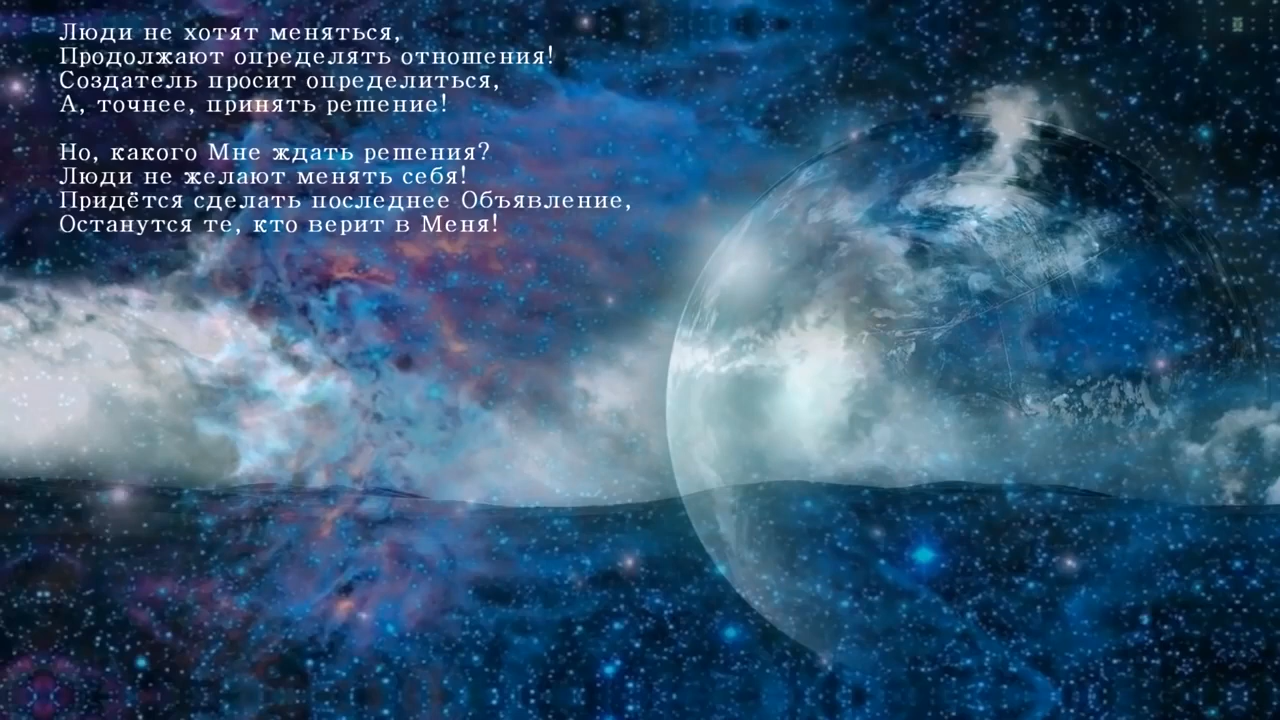 Люди не хотят меняться,
Продолжают определять отношения!
Создатель просит определиться,
А, точнее, принять решение!
Но, какого Мне ждать решения?
Люди не желают менять себя!
Придётся сделать последнее Объявление,
Останутся те, кто верит в Меня!